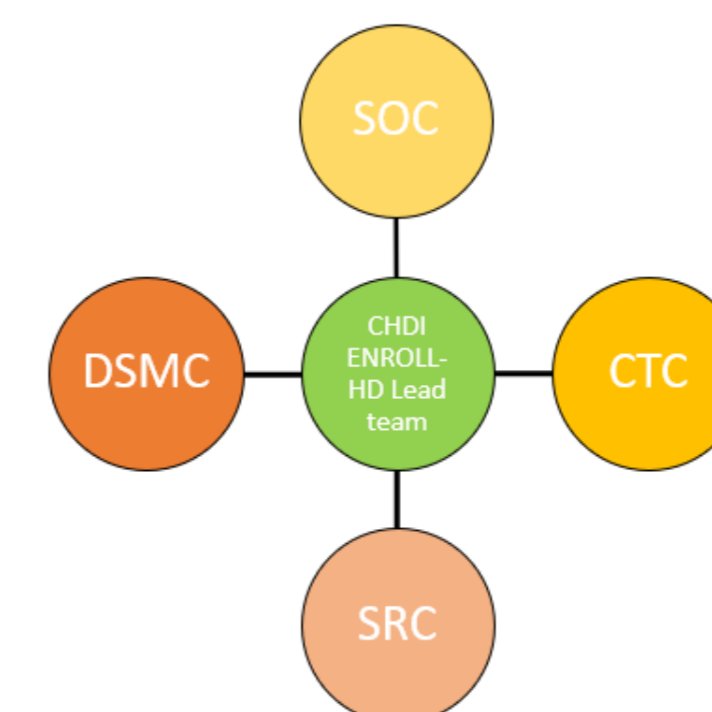 SOC
DSMC
CHDI
ENROLL-
HD Lead
team
CTC
SRC